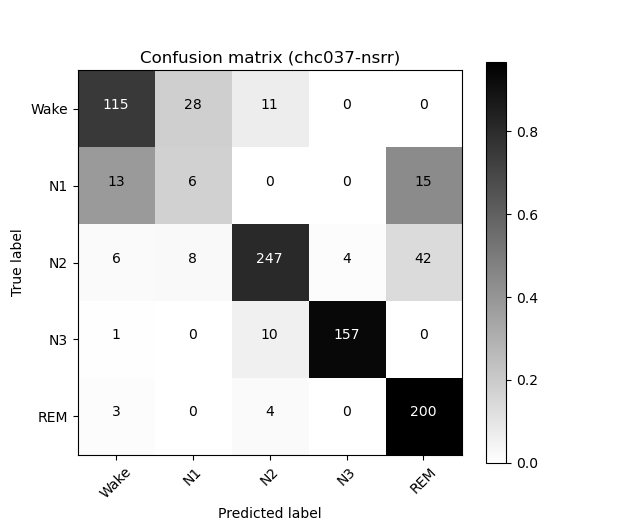 Confusion matrix (chc037-nsrr)
True label
Wake 115 28 11 0 0
N1 13 6 0 0 15
N2 6 8 247 4 42
N3 1 0 10 157 0
REM 3 0 4 0 200
Wake N1 N2 N3 REM
Predicted label
0.8
0.6
0.4
0.2
0.0